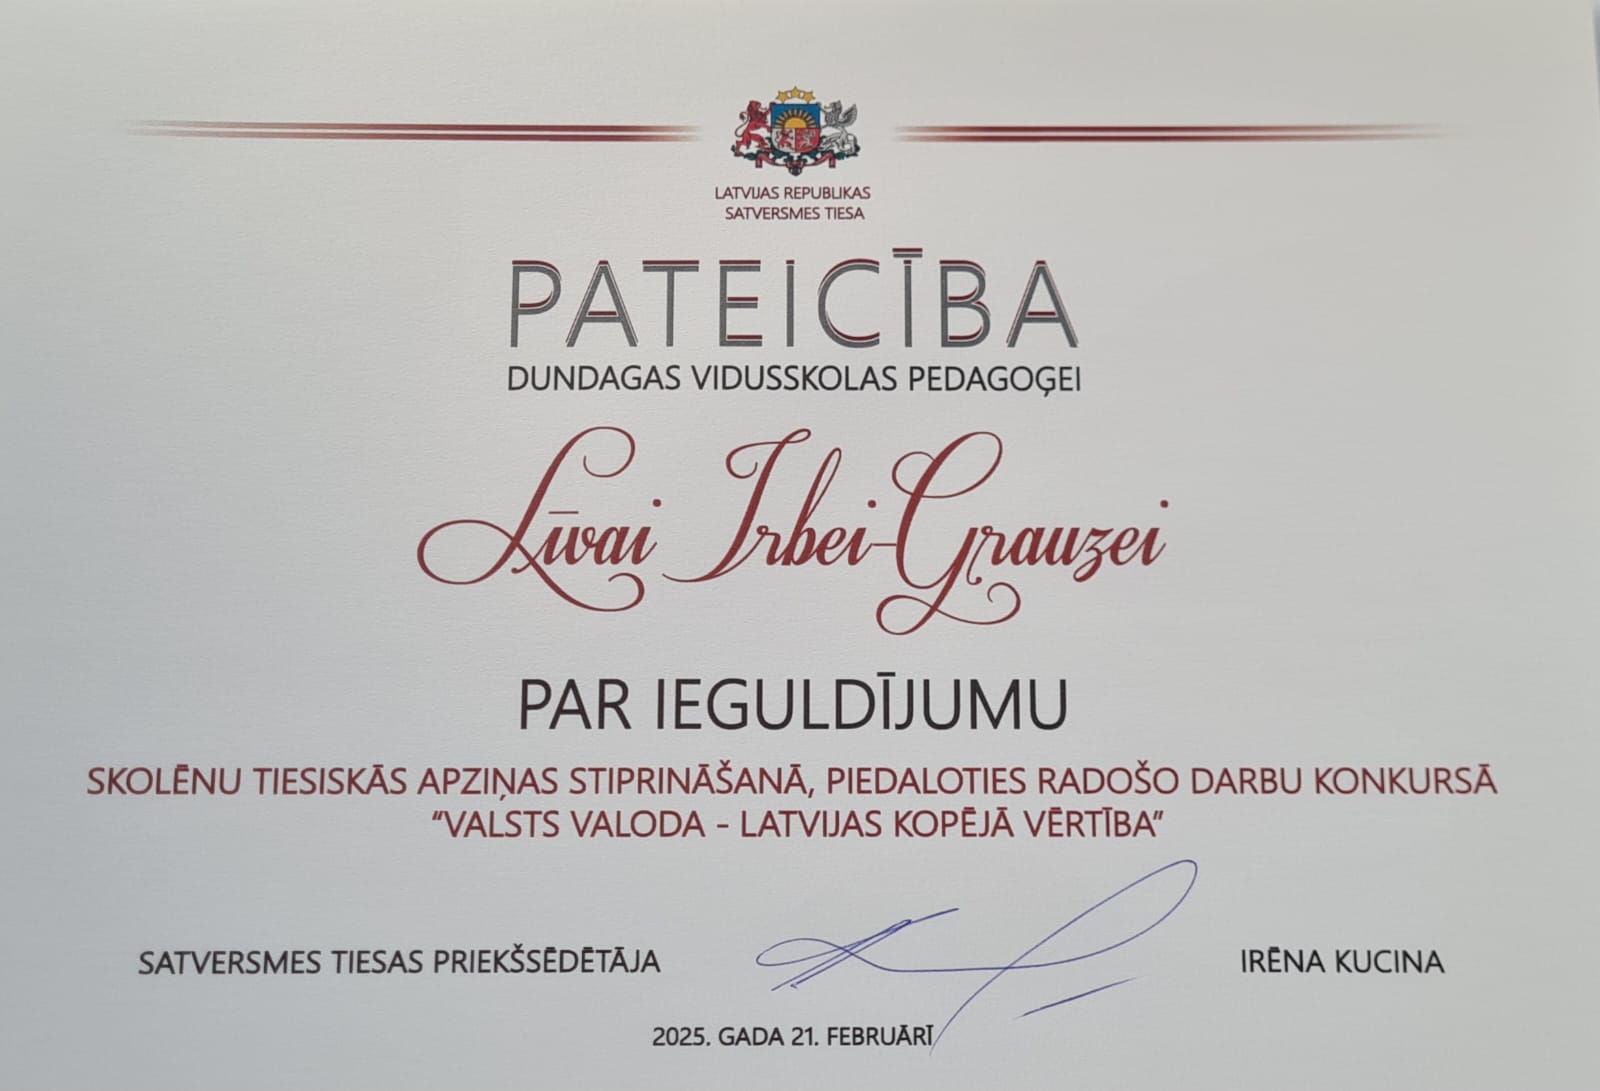 LATVIJAS REPUBLIKAS
SATVERSMES TIESA
PATEICĪBA
DUNDAGAS VIDUSSKOLAS PEDAGOĢEI
Līvai Irbei-Grauzei
PAR IEGULDĪJUMU
SKOLĒNU TIESISKĀS APZIŅAS STIPRINĀŠANĀ, PIEDALOTIES RADOŠO DARBU KONKURSĀ
“VALSTS VALODA - LATVIJAS KOPĒJĀ VĒRTĪBA”
SATVERSMES TIESAS PRIEKŠSĒDĒTĀJA IRĒNA KUCINA
2025. GADA 21. FEBRUĀRĪ